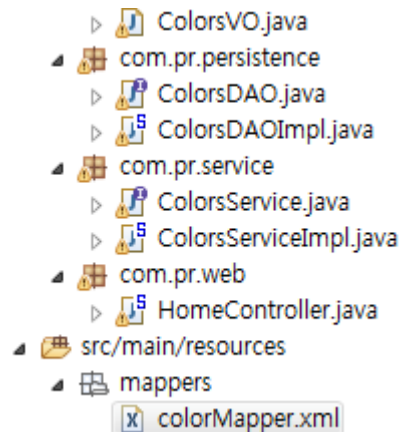 ColorsVO.java
com.pr.persistence
ColorsDAO.java
ColorsDAOImpl.java
com.pr.service
ColorsService.java
ColorsServiceImpl.java
com.pr.web
HomeController.java
src/main/resources
mappers
colorMapper.xml